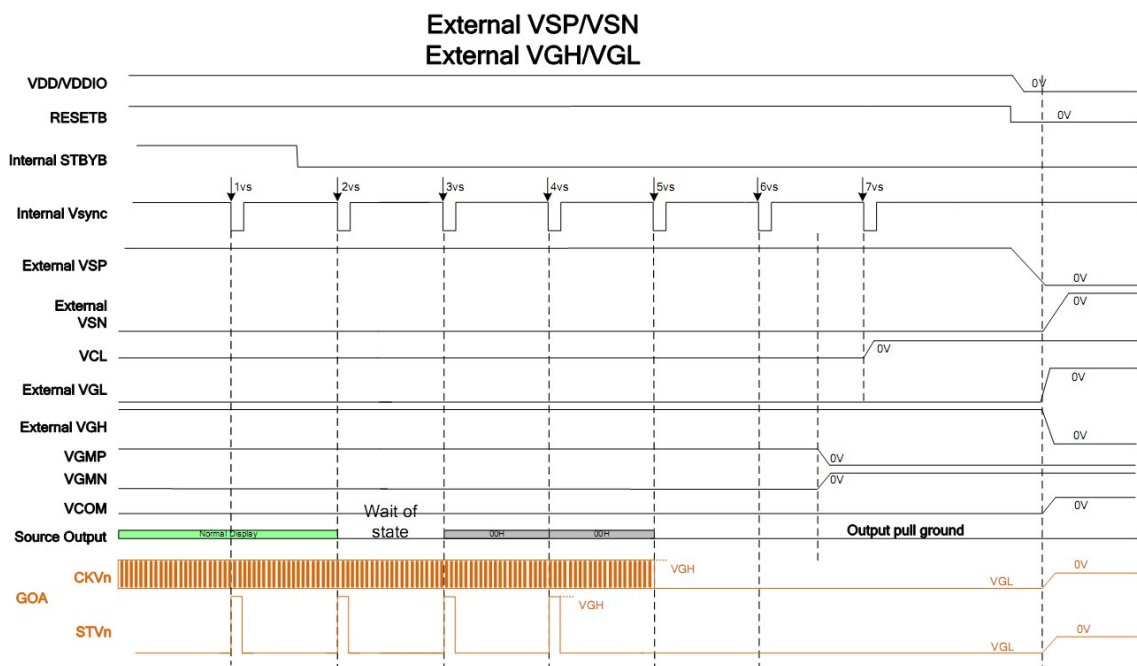 External VSP/VSN
External VGH/VGL
VDD/VDDIO
0V
RESETB
0V
Internal STBYB
1vs
2vs
3vs
4vs
5vs
6vs
7vs
Internal Vsync
External VSP
0V
External
VSN
0V
VCL
0V
External VGL
0V
External VGH
0V
VGMP
0V
VGMN
0V
VCOM
0V
Wait of
state
Source Output
Normal Display
00H
00H
Output pull ground
GOA
CKVn
VGH
VGL
0V
STVn
VGH
VGL
0V